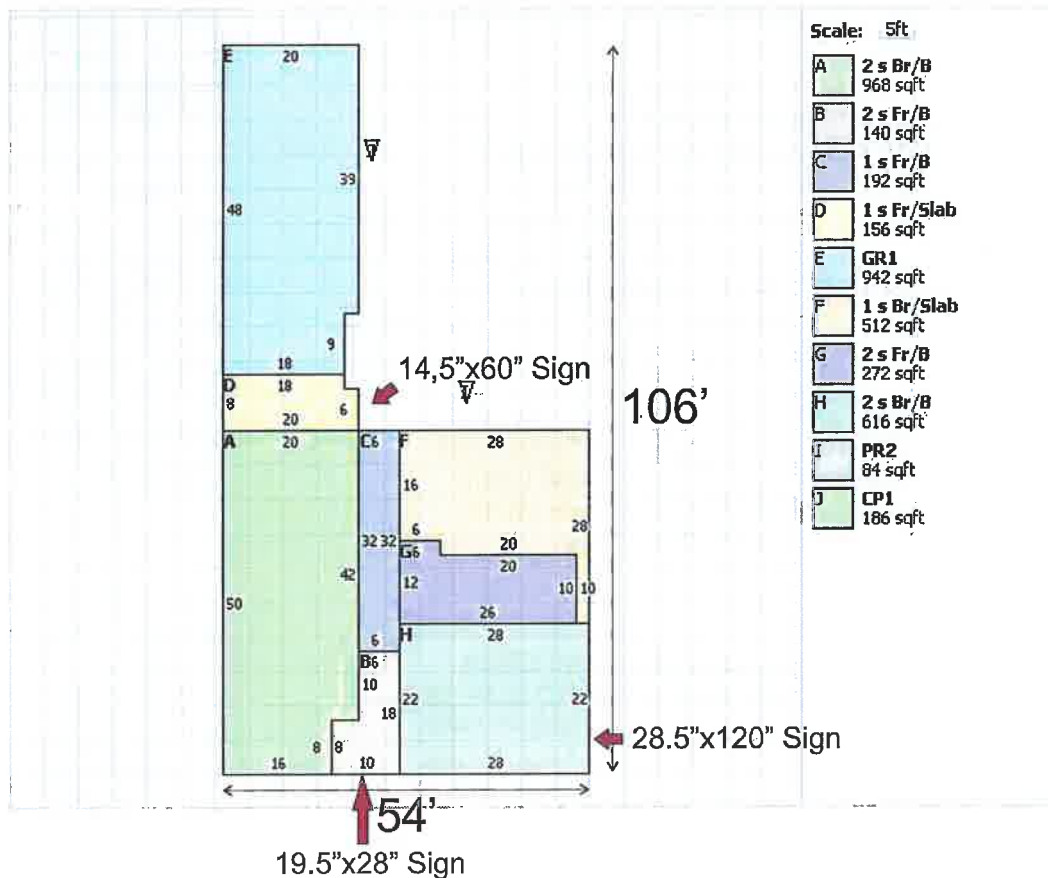 E 20
39
48
9
18
D 18
8
6
20
14,5”x60” Sign
106’
A 20
C6
F 28
16
6
20
28
32 32
G6
20
12
10 10
42
50
26
6
H 28
B6
10
22
22
18
8 8
16
10
28
28.5”x120” Sign
54’
19.5”x28” Sign
Scale: 5ft
A 2 s Br/B
968 sqft
B 2 s Fr/B
140 sqft
C 1 s Fr/B
192 sqft
D 1 s Fr/Slab
156 sqft
E GR1
942 sqft
F 1 s Br/Slab
512 sqft
G 2 s Fr/B
272 sqft
H 2 s Br/B
616 sqft
I PR2
84 sqft
J CP1
186 sqft